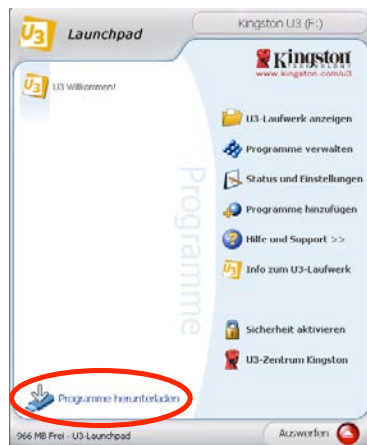 U3 Launchpad
Kingston U3 (F:)
Kingston
TECHNOLOGY
www.kingston.com/u3
U3 U3 Willkommen!
U3-Laufwerk anzeigen
Programme verwalten
Status und Einstellungen
Programme hinzufügen
Hilfe und Support >>
U3 Info zum U3-Laufwerk
Programme
Sicherheit aktivieren
U3-Zentrum Kingston
Programme herunterladen
966 MB Frei - U3-Launchpad
Auswerfen